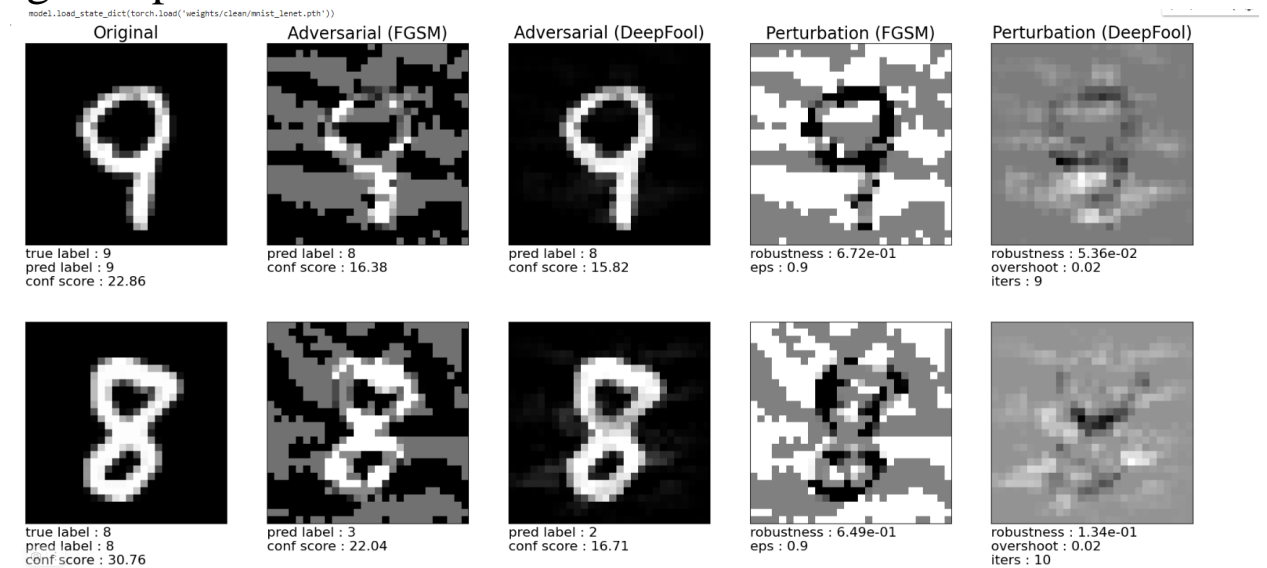 model.load_state_dict(torch.load('weights/clean/mnist_lenet.pth'))
Original Adversarial (FGSM) Adversarial (DeepFool) Perturbation (FGSM) Perturbation (DeepFool)
true label : 9 pred label : 8 pred label : 8 robustness : 6.72e-01 robustness : 5.36e-02
pred label : 9 conf score : 16.38 conf score : 15.82 eps : 0.9 overshoot : 0.02
conf score : 22.86 iters : 9
true label : 8 pred label : 3 pred label : 2 robustness : 6.49e-01 robustness : 1.34e-01
pred label : 8 conf score : 22.04 conf score : 16.71 eps : 0.9 overshoot : 0.02
conf score : 30.76 iters : 10